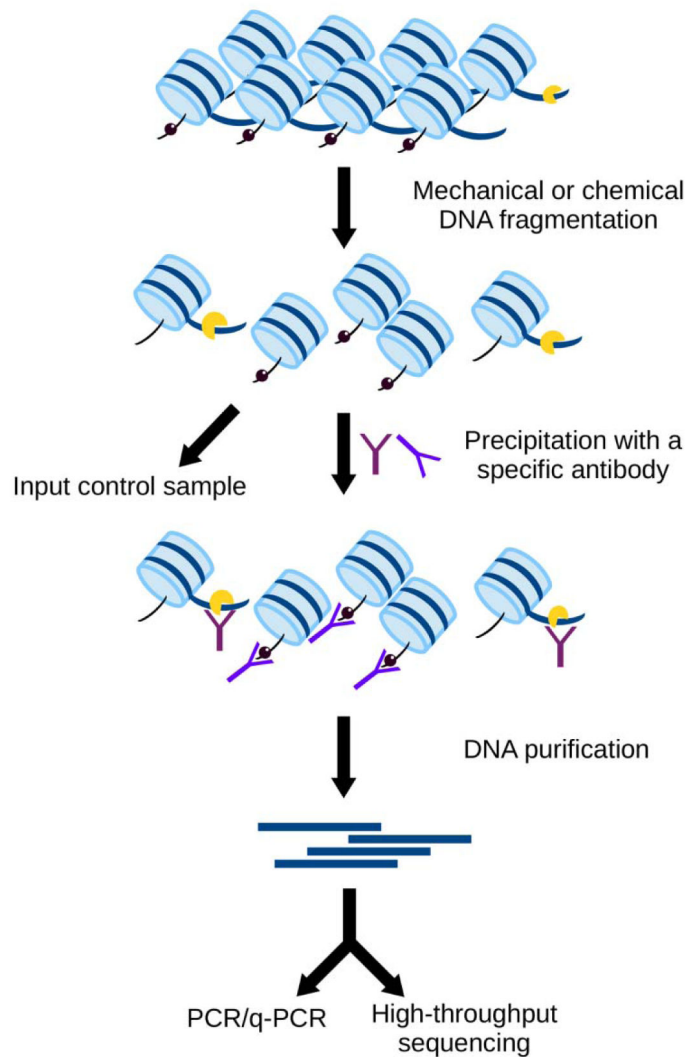 Mechanical or chemical
DNA fragmentation
Precipitation with a
specific antibody
Input control sample
DNA purification
PCR/q-PCR
High-throughput
sequencing